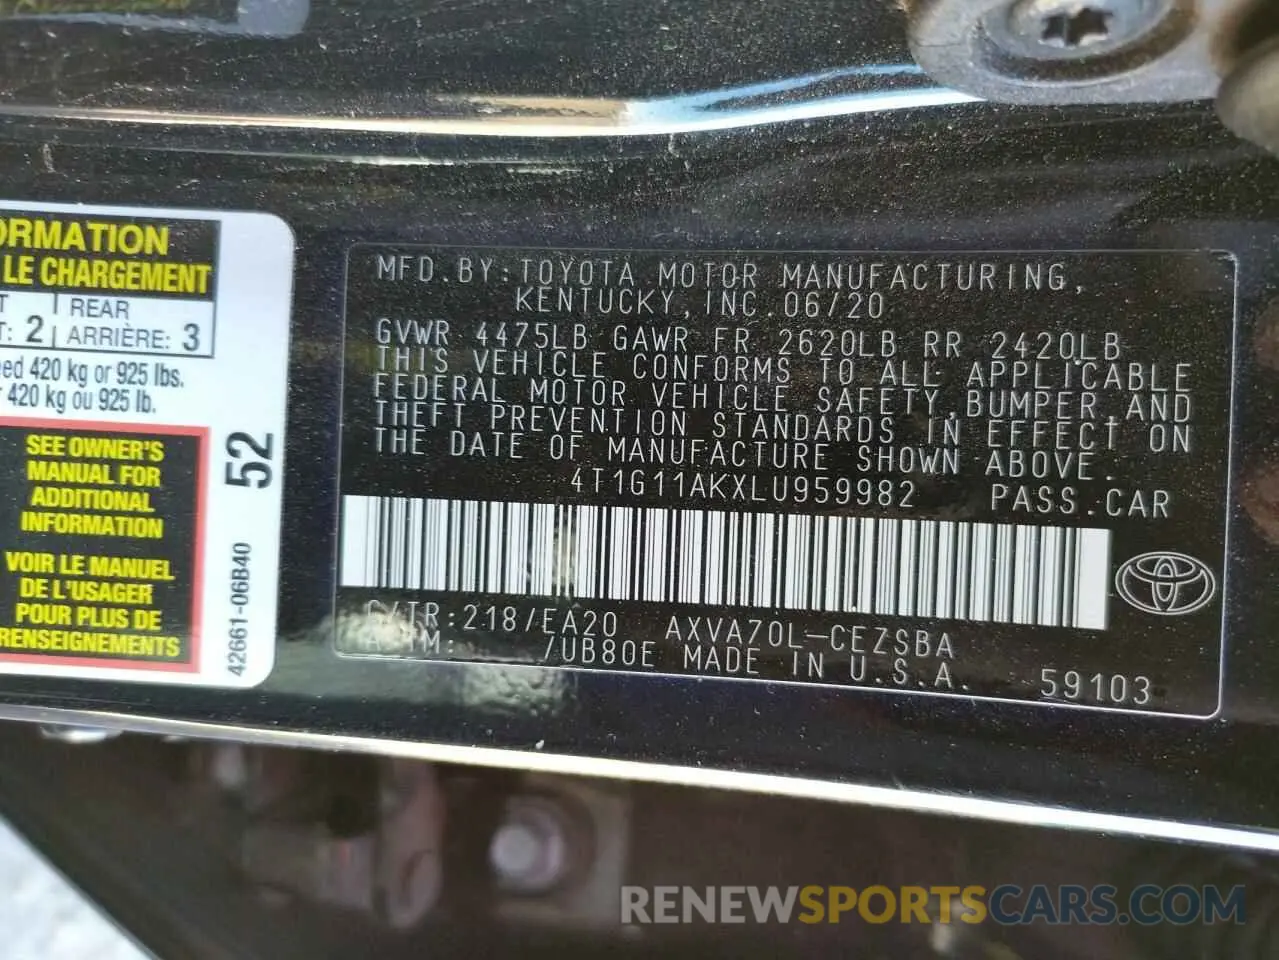 ORMATION
LE CHARGEMENT
REAR
2 ARRIÈRE: 3
420 kg or 925 lbs.
420 kg ou 925 lb.
SEE OWNER'S
MANUAL FOR
ADDITIONAL
INFORMATION
VOIR LE MANUEL
DE L'USAGER
POUR PLUS DE
RENSEIGNEMENTS
52
42661-06B40
MFD.BY:TOYOTA MOTOR MANUFACTURING,
KENTUCKY,INC.06/20
GVWR 4475LB GAWR FR 2620LB RR 2420LB
THIS VEHICLE CONFORMS TO ALL APPLICABLE
FEDERAL MOTOR VEHICLE SAFETY,BUMPER,AND
THEFT PREVENTION STANDARDS IN EFFECT ON
THE DATE OF MANUFACTURE SHOWN ABOVE.
4T1G11AKXLU959982 PASS.CAR
C/TR:218/EA20 AXVA70L-CEZSBA
A/TM: /UB80E MADE IN U.S.A. 59103
RENEWSPORTSCARS.COM